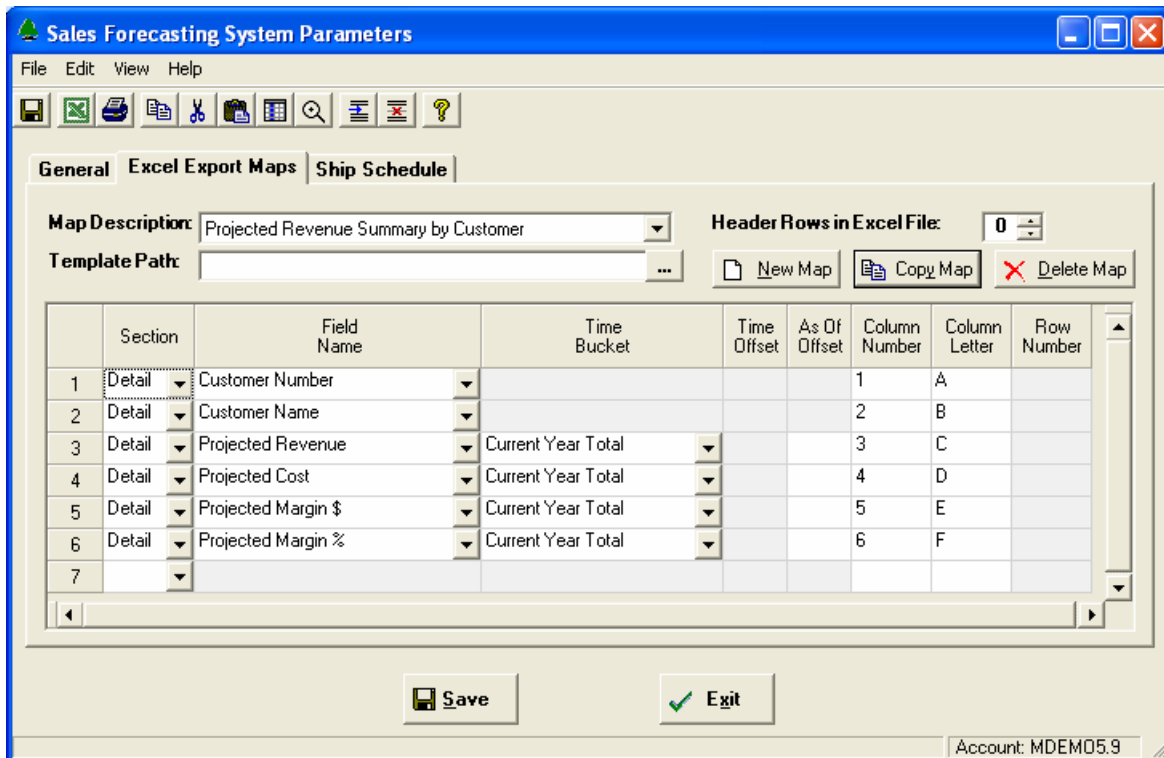 Sales Forecasting System Parameters
File Edit View Help
General Excel Export Maps Ship Schedule
Map Description: Projected Revenue Summary by Customer Header Rows in Excel File: 0
Template Path: ... New Map Copy Map Delete Map
Section Field Name Time Bucket Time Offset As Of Offset Column Number Column Letter Row Number
1 Detail Customer Number 1 A
2 Detail Customer Name 2 B
3 Detail Projected Revenue Current Year Total 3 C
4 Detail Projected Cost Current Year Total 4 D
5 Detail Projected Margin $ Current Year Total 5 E
6 Detail Projected Margin % Current Year Total 6 F
7
Save Exit
Account: MDEMO5.9